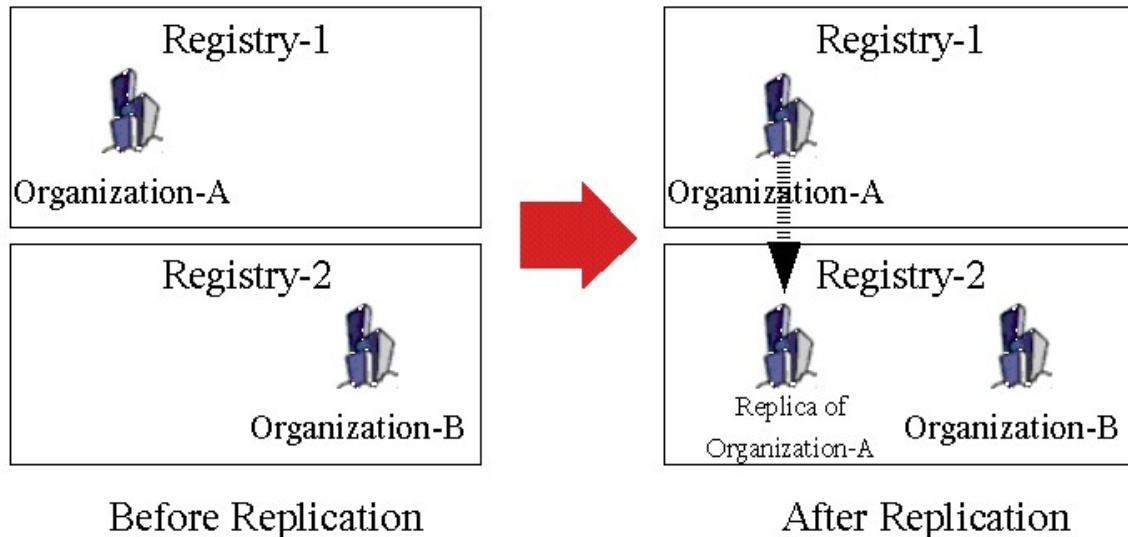 Registry-1
Organization-A
Registry-2
Organization-B
Before Replication
Registry-1
Organization-A
Registry-2
Replica of
Organization-A
Organization-B
After Replication